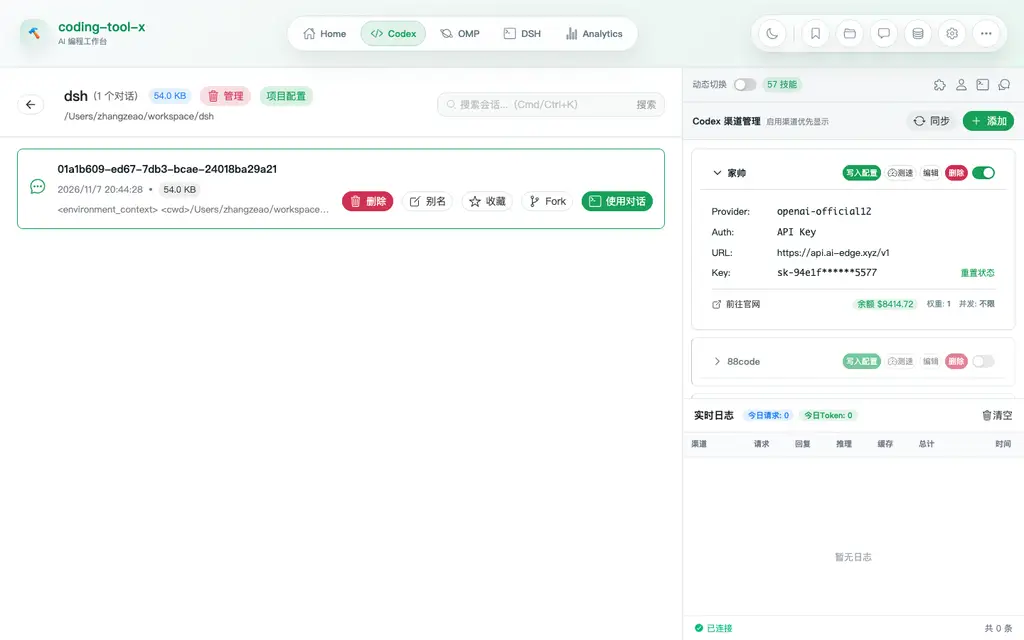 coding-tool-x
AI 编程工作台
Home
Codex
OMP
DSH
Analytics
dsh (1 个对话) 54.0 KB 管理 项目配置
/Users/zhangzeao/workspace/dsh
搜索会话... (Cmd/Ctrl+K) 搜索
01a1b609-ed67-7db3-bcae-24018ba29a21
2026/11/7 20:44:28 • 54.0 KB
<environment_context> <cwd>/Users/zhangzeao/workspace...
删除 别名 收藏 Fork 使用对话
动态切换 57 技能
Codex 渠道管理 启用渠道优先显示 同步 添加
家帅 写入配置 测速 编辑 删除
Provider: openai-official1Z
Auth: API Key
URL: https://api.ai-edge.xyz/v1
Key: sk-94e1f******5577 重置状态
前往官网 余额 $8414.72 权重: 1 并发: 不限
88code 写入配置 测速 编辑 删除
实时日志 今日请求: 0 今日Token: 0 清空
渠道 请求 回复 推理 缓存 总计 时间
暂无日志
已连接 共 0 条